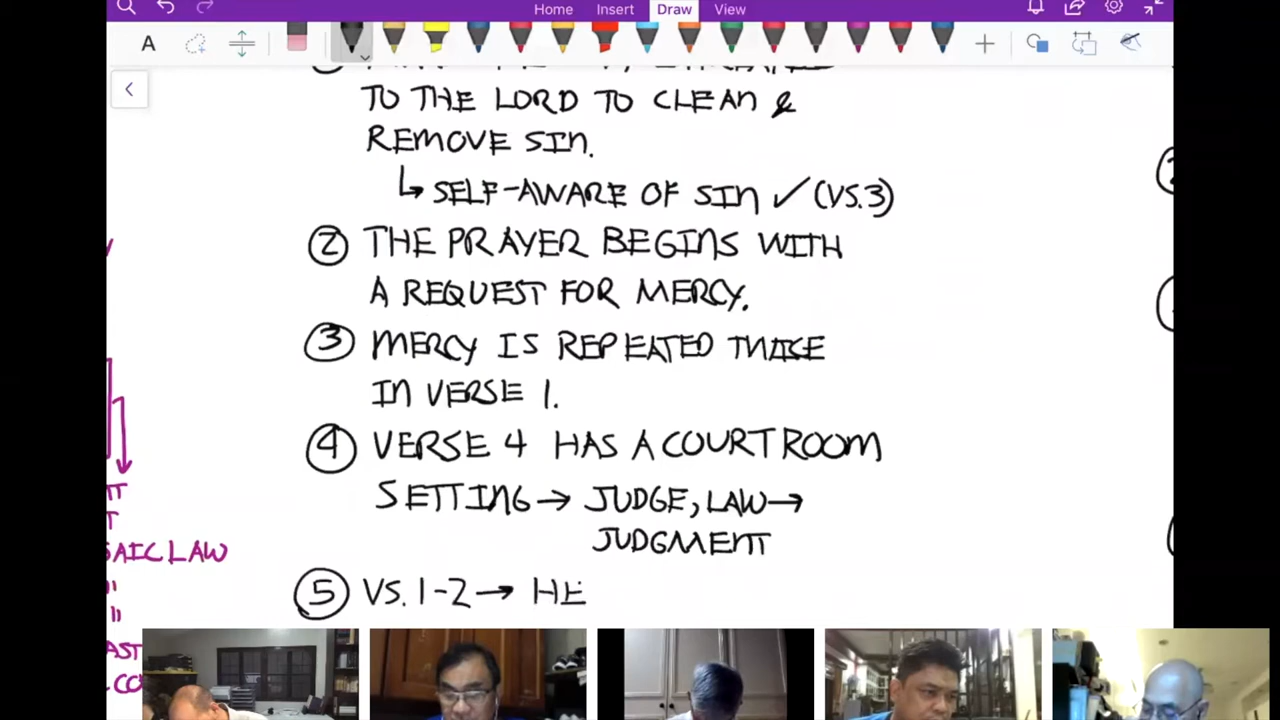 Home Insert Draw View
A
TO THE LORD TO CLEAN &
REMOVE SIN.
↳ SELF-AWARE OF SIN ✓ (VS.3)
② THE PRAYER BEGINS WITH
A REQUEST FOR MERCY.
③ MERCY IS REPEATED TWICE
IN VERSE 1.
④ VERSE 4 HAS A COURTROOM
SETTING → JUDGE, LAW →
JUDGMENT
⑤ VS. 1-2 → HE
SAIC LAW
"
"
AST